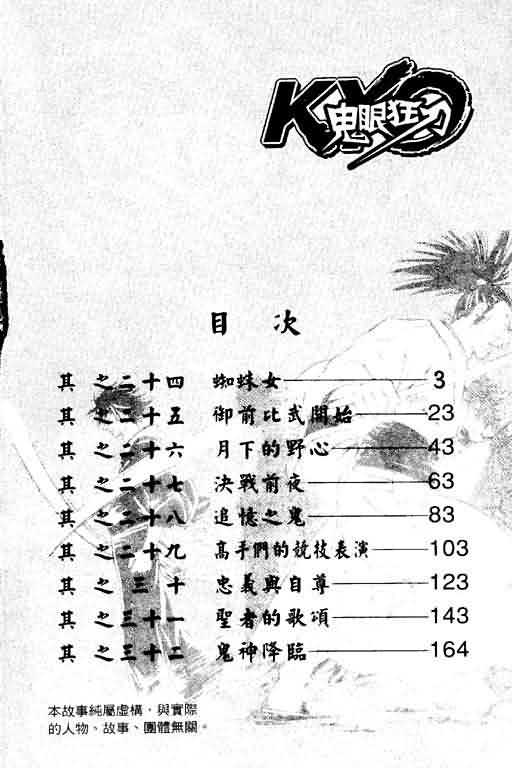 KYO
鬼眼狂刀
目 次
其之二十四 蜘蛛女 3
其之二十五 御前比武開始 23
其之二十六 月下的野心 43
其之二十七 決戰前夜 63
其之二十八 追憶之鬼 83
其之二十九 高手們的競技表演 103
其之三十 忠義與自尊 123
其之三十一 聖者的歌頌 143
其之三十二 鬼神降臨 164
本故事純屬虛構，與實際
的人物、故事、團體無關。